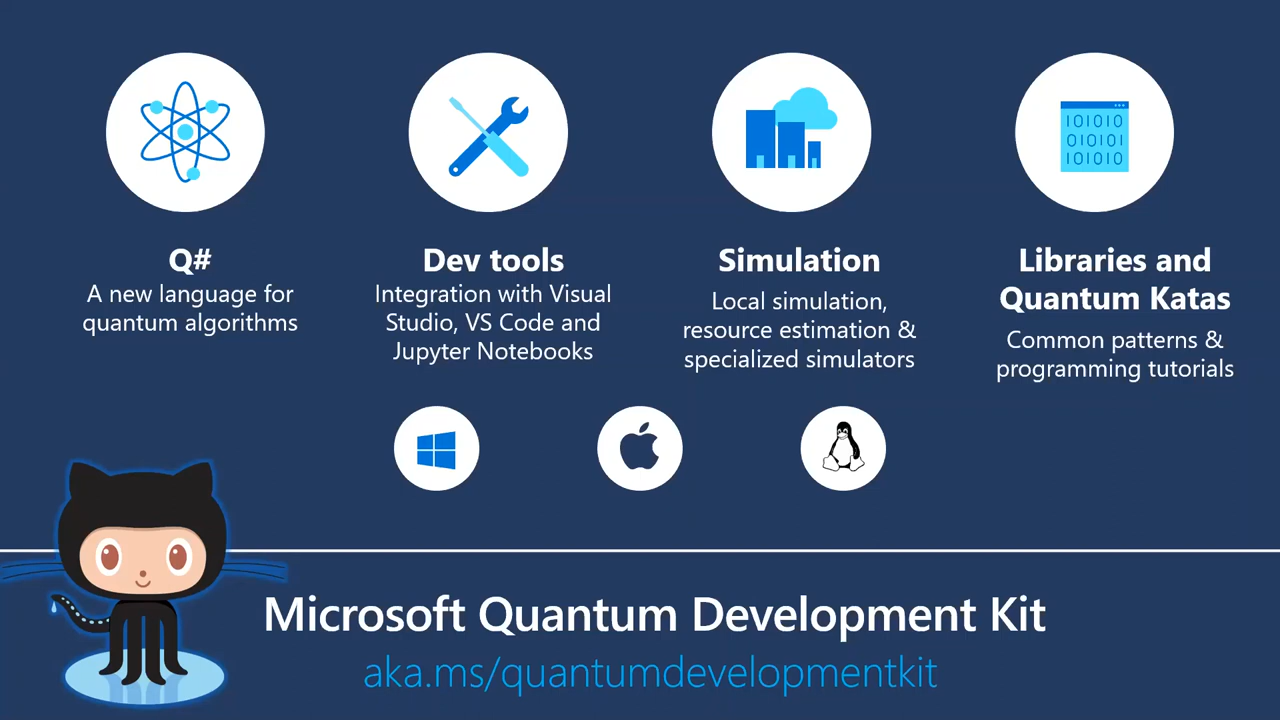 Q#
A new language for
quantum algorithms
Dev tools
Integration with Visual
Studio, VS Code and
Jupyter Notebooks
Simulation
Local simulation,
resource estimation &
specialized simulators
Libraries and
Quantum Katas
Common patterns &
programming tutorials
101010
010101
101010
Microsoft Quantum Development Kit
aka.ms/quantumdevelopmentkit